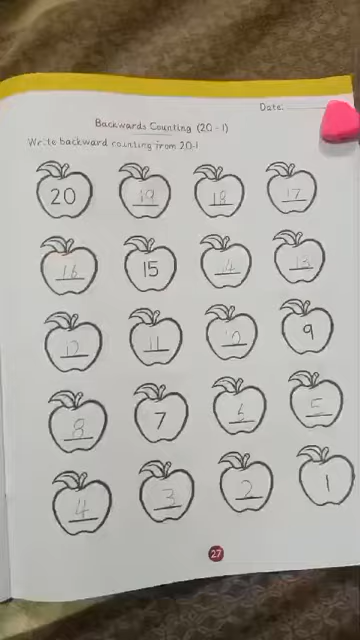 Date:
Backwards Counting (20 - 1)
Write backward counting from 20-1
20 19 18 17
16 15 14 13
12 11 10 9
8 7 6 5
4 3 2 1
27